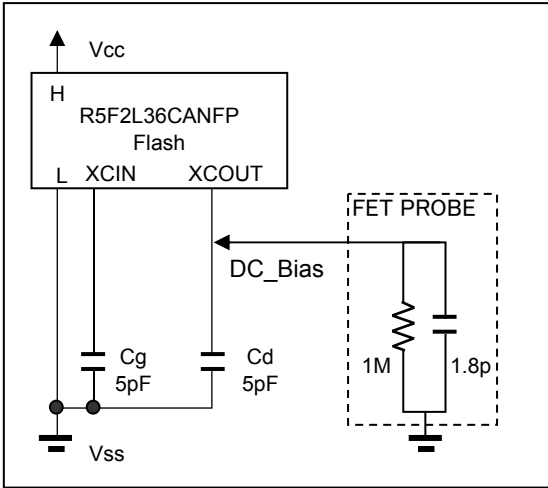 Vcc
H
R5F2L36CANFP
Flash
L XCIN XCOUT
FET PROBE
DC_Bias
Cg
5pF
Cd
5pF
1M
1.8p
Vss